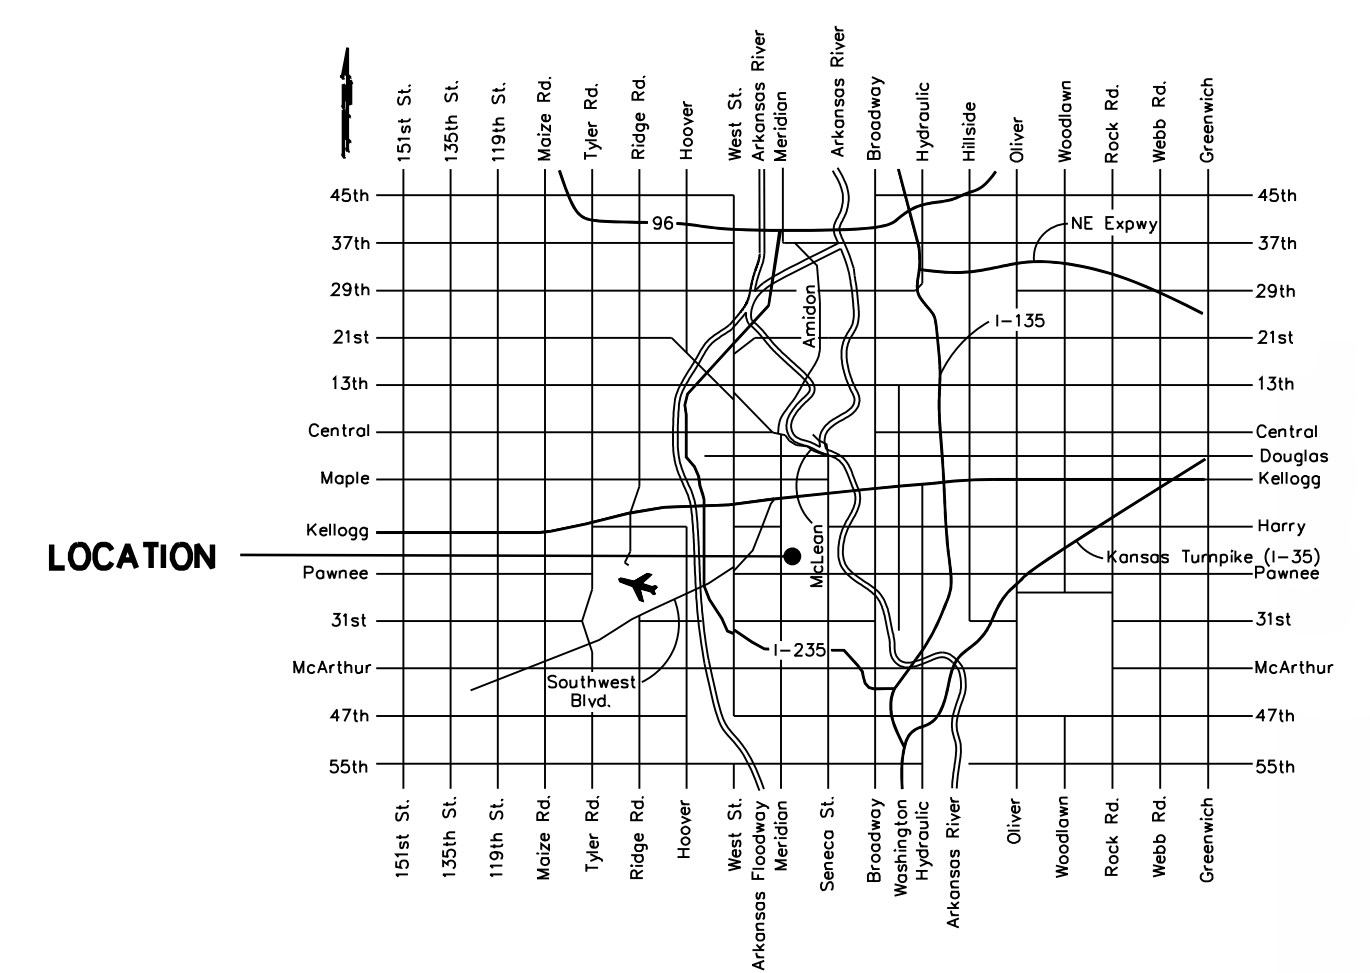 151st St.
135th St.
119th St.
Maize Rd.
Tyler Rd.
Ridge Rd.
Hoover
West St.
Arkansas River
Meridian
Arkansas River
Broadway
Hydraulic
Hillside
Oliver
Woodlawn
Rock Rd.
Webb Rd.
Greenwich
45th
96
45th
NE Expwy
37th
37th
29th
29th
Amidon
I-135
21st
21st
13th
13th
Central
Central
Douglas
Maple
Kellogg
Kellogg
Harry
McLean
LOCATION
Kansas Turnpike (I-35)
Pawnee
Pawnee
31st
31st
I-235
McArthur
McArthur
Southwest
Blvd.
47th
47th
55th
55th
151st St.
135th St.
119th St.
Maize Rd.
Tyler Rd.
Ridge Rd.
Hoover
West St.
Arkansas Floodway
Meridian
Seneca St.
Broadway
Washington
Hydraulic
Arkansas River
Oliver
Woodlawn
Rock Rd.
Webb Rd.
Greenwich